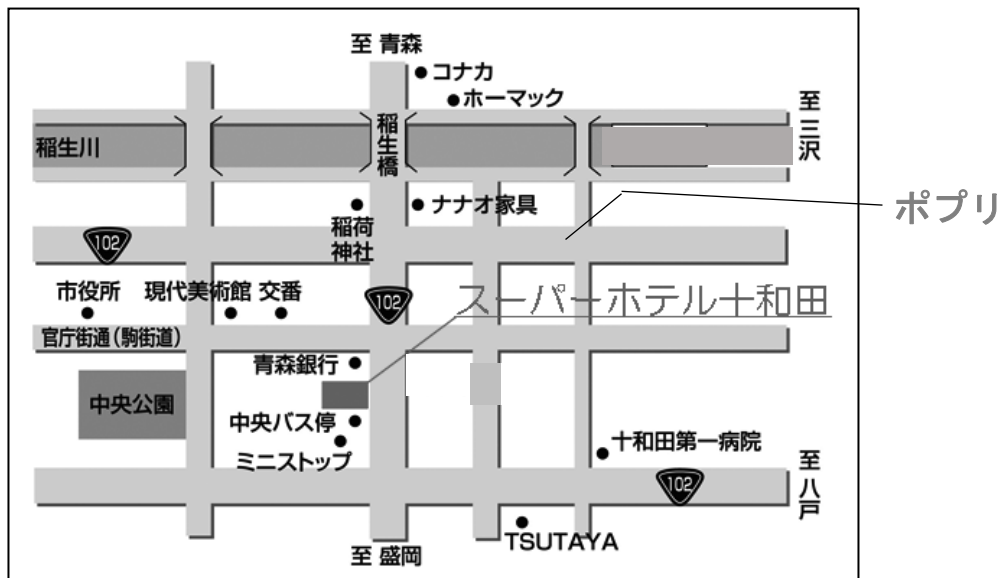 至 青森
コナカ
ホーマック
至 三沢
稲生川
稲生橋
ナナオ家具
ポプリ
稲荷
神社
102
市役所
現代美術館
交番
102
スーパーホテル十和田
官庁街通(駒街道)
青森銀行
中央公園
中央バス停
ミニストップ
十和田第一病院
至 八戸
102
TSUTAYA
至 盛岡